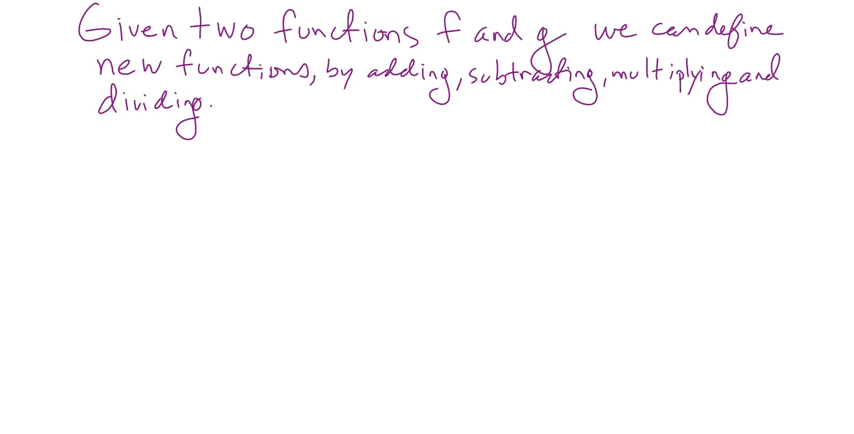 Given two functions f and g we can define
new functions, by adding, subtracting, multiplying and
dividing.